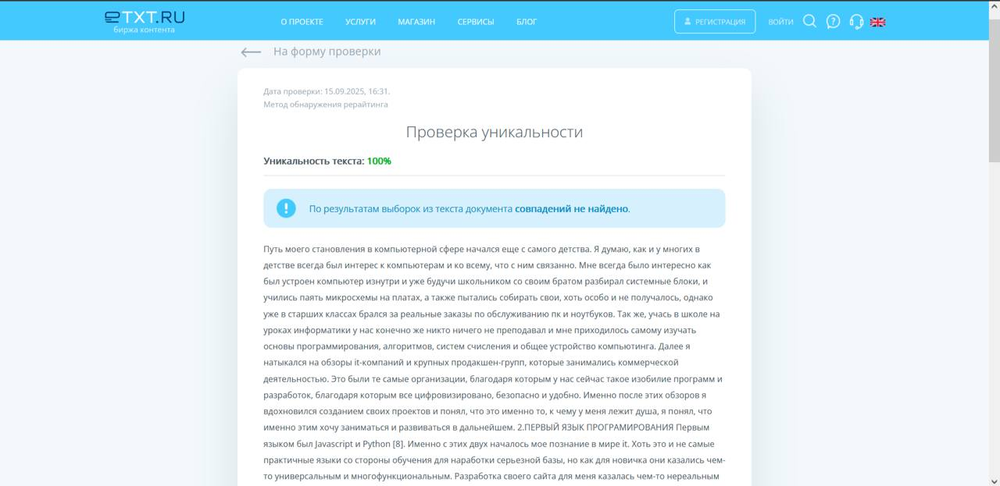 eTXT.RU
биржа контента
О ПРОЕКТЕ УСЛУГИ МАГАЗИН СЕРВИСЫ БЛОГ
РЕГИСТРАЦИЯ ВОЙТИ
На форму проверки
Дата проверки: 15.09.2025, 16:31.
Метод обнаружения рерайтинга
Проверка уникальности
Уникальность текста: 100%
По результатам выборок из текста документа совпадений не найдено.
Путь моего становления в компьютерной сфере начался еще с самого детства. Я думаю, как и у многих в
детстве всегда был интерес к компьютерам и ко всему, что с ним связанно. Мне всегда было интересно как
был устроен компьютер изнутри и уже будучи школьником со своим братом разбирал системные блоки, и
учились паять микросхемы на платах, а также пытались собирать свои, хоть особо и не получалось, однако
уже в старших классах брался за реальные заказы по обслуживанию пк и ноутбуков. Так же, учась в школе на
уроках информатики у нас конечно же никто ничего не преподавал и мне приходилось самому изучать
основы программирования, алгоритмов, систем счисления и общее устройство компьютинга. Далее я
натыкался на обзоры it-компаний и крупных продакшен-групп, которые занимались коммерческой
деятельностью. Это были те самые организации, благодаря которым у нас сейчас такое изобилие программ и
разработок, благодаря которым все цифровизировано, безопасно и удобно. Именно после этих обзоров я
вдохновился созданием своих проектов и понял, что это именно то, к чему у меня лежит душа, я понял, что
именно этим хочу заниматься и развиваться в дальнейшем. 2.ПЕРВЫЙ ЯЗЫК ПРОГРАМИРОВАНИЯ Первым
языком был Javascript и Python [8]. Именно с этих двух началось мое познание в мире it. Хоть это и не самые
практичные языки со стороны обучения для наработки серьезной базы, но как для новичка они казались чем-
то универсальным и многофункциональным. Разработка своего сайта для меня казалась чем-то нереальным